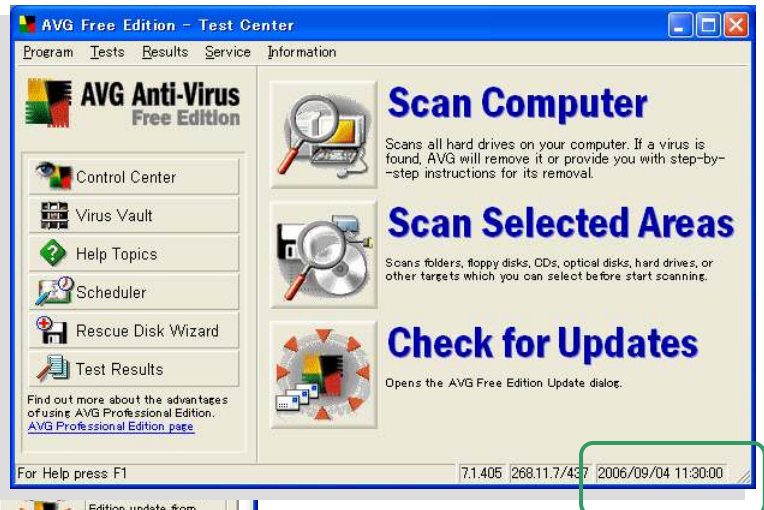 AVG Free Edition - Test Center
Program Tests Results Service Information
AVG Anti-Virus
Free Edition
Control Center
Virus Vault
Help Topics
Scheduler
Rescue Disk Wizard
Test Results
Find out more about the advantages
of using AVG Professional Edition.
AVG Professional Edition page
Scan Computer
Scans all hard drives on your computer. If a virus is
found, AVG will remove it or provide you with step-by-
-step instructions for its removal.
Scan Selected Areas
Scans folders, floppy disks, CDs, optical disks, hard drives, or
other targets which you can select before start scanning.
Check for Updates
Opens the AVG Free Edition Update dialog.
For Help press F1
7.1.405 268.11.7/437 2006/09/04 11:30:00
Edition update from